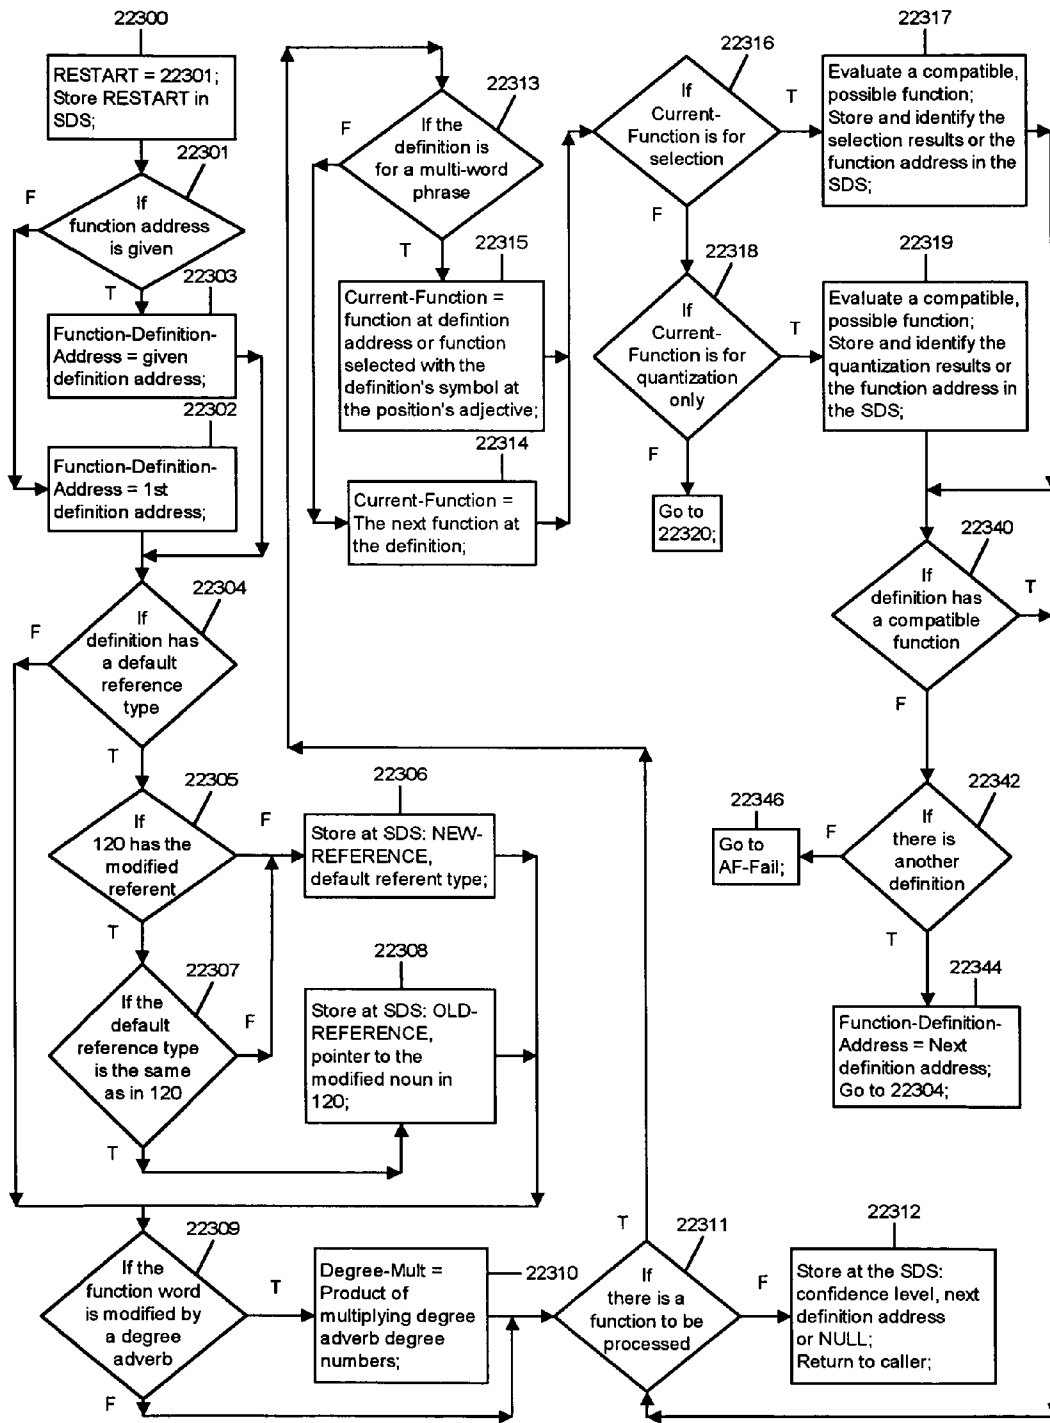 22300
RESTART = 22301;
Store RESTART in
SDS;
22301
If
function address
is given
F
T
22303
Function-Definition-
Address = given
definition address;
22302
Function-Definition-
Address = 1st
definition address;
22304
If
definition has
a default
reference
type
F
T
22305
If
120 has the
modified
referent
F
T
22306
Store at SDS: NEW-
REFERENCE,
default referent type;
22307
If the
default
reference type
is the same
as in 120
F
T
22308
Store at SDS: OLD-
REFERENCE,
pointer to the
modified noun in
120;
22309
If the
function word
is modified by
a degree
adverb
T
F
22310
Degree-Mult =
Product of
multiplying degree
adverb degree
numbers;
22311
If
there is a
function to be
processed
T
F
22312
Store at the SDS:
confidence level, next
definition address
or NULL;
Return to caller;
22313
If the
definition is
for a multi-word
phrase
F
T
22315
Current-Function =
function at defintion
address or function
selected with the
definition's symbol at
the position's adjective;
22314
Current-Function =
The next function at
the definition;
22316
If
Current-
Function is for
selection
T
F
22317
Evaluate a compatible,
possible function;
Store and identify the
selection results or the
function address in the
SDS;
22318
If
Current-
Function is for
quantization
only
T
F
Go to
22320;
22319
Evaluate a compatible,
possible function;
Store and identify the
quantization results or
the function address in
the SDS;
22340
If
definition has
a compatible
function
T
F
22342
If
there is
another
definition
F
T
22346
Go to
AF-Fail;
22344
Function-Definition-
Address = Next
definition address;
Go to 22304;